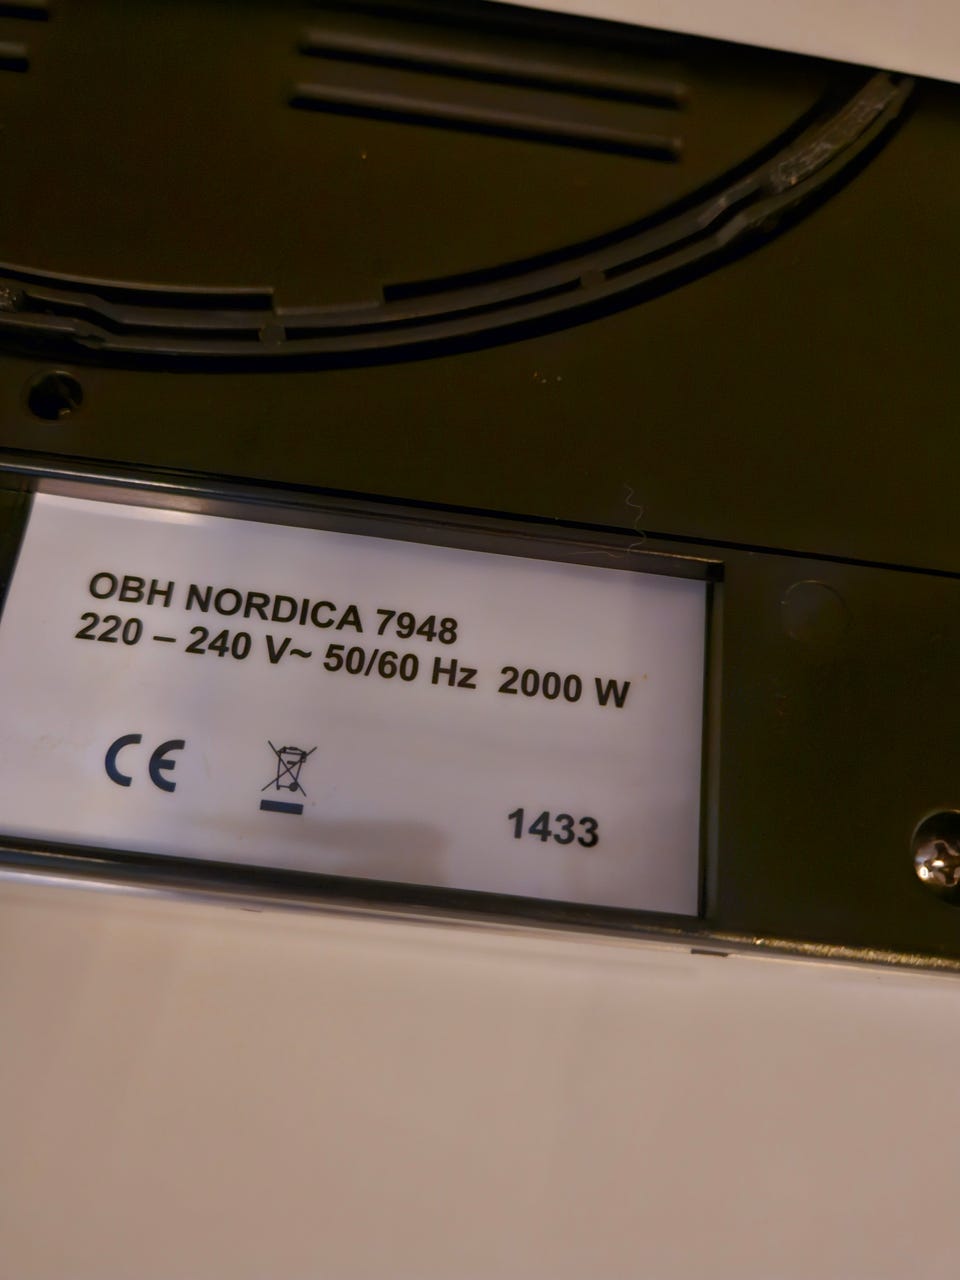 OBH NORDICA 7948
220 – 240 V~ 50/60 Hz 2000 W
CE
1433